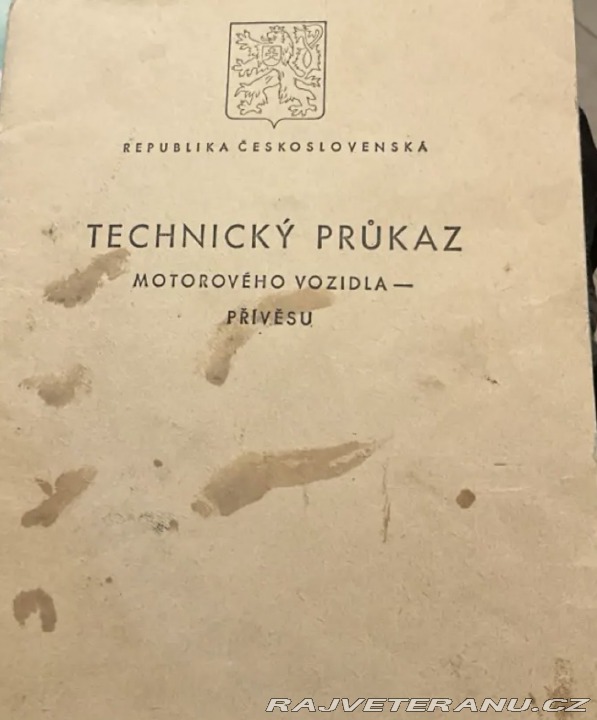 REPUBLIKA ČESKOSLOVENSKÁ
TECHNICKÝ PRŮKAZ
MOTOROVÉHO VOZIDLA —
PŘÍVĚSU
RAJVETERANU.CZ